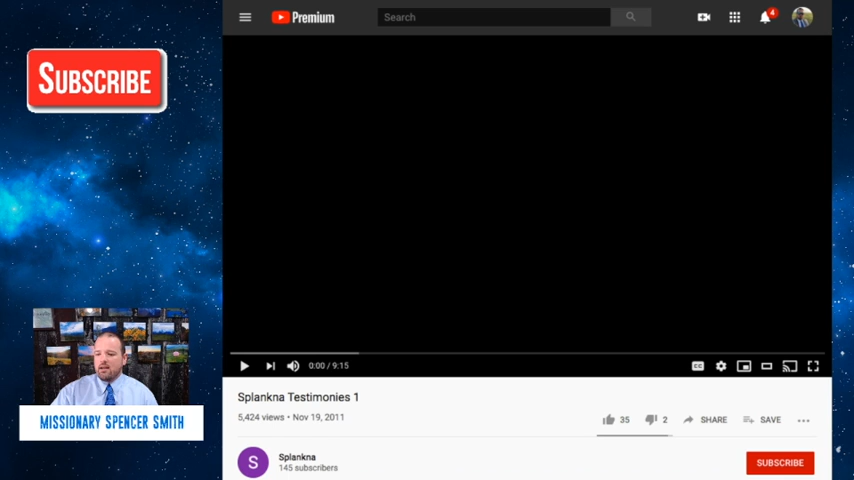 Premium
Search
4
SUBSCRIBE
0:00 / 9:15
Splankna Testimonies 1
5,424 views • Nov 19, 2011
35
2
SHARE
SAVE
MISSIONARY SPENCER SMITH
S
Splankna
145 subscribers
SUBSCRIBE